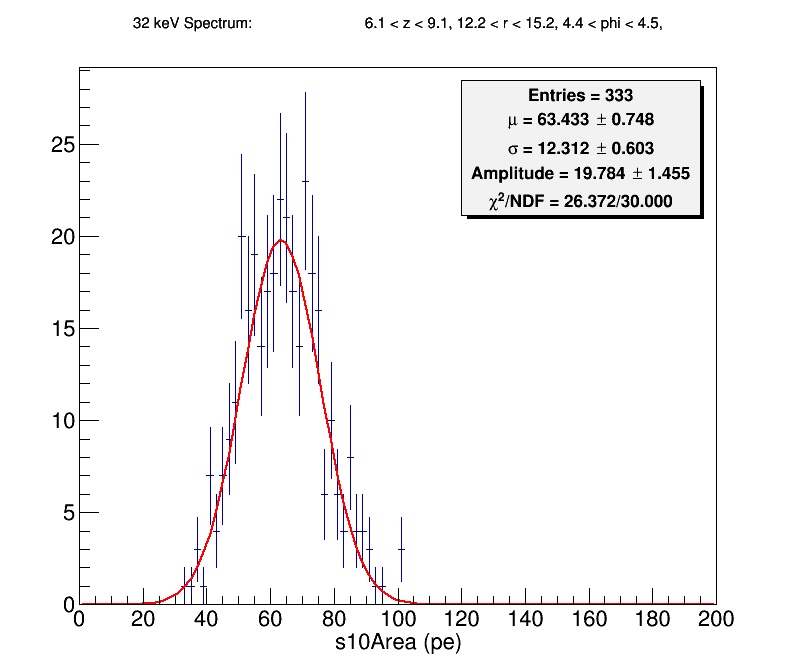 32 keV Spectrum: 6.1 < z < 9.1, 12.2 < r < 15.2, 4.4 < phi < 4.5,
Entries = 333
μ = 63.433 ± 0.748
σ = 12.312 ± 0.603
Amplitude = 19.784 ± 1.455
χ²/NDF = 26.372/30.000
25
20
15
10
5
0
0 20 40 60 80 100 120 140 160 180 200
s10Area (pe)